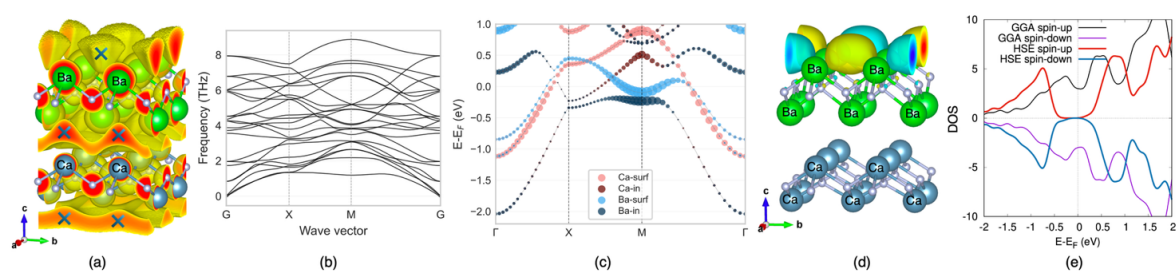 Ba
Ba
Ca
Ca
c
a
b
(a)
Frequency (THz)
8
6
4
2
0
G
X
M
G
Wave vector
(b)
E-EF (eV)
1.0
0.5
0.0
-0.5
-1.0
-1.5
-2.0
Ca-surf
Ca-in
Ba-surf
Ba-in
Γ
X
M
Γ
(c)
Ba
Ba
Ba
Ba
Ba
Ca
Ca
Ca
Ca
Ca
c
a
b
(d)
DOS
10
5
0
-5
-10
GGA spin-up
GGA spin-down
HSE spin-up
HSE spin-down
-2
-1.5
-1
-0.5
0
0.5
1
1.5
2
E-EF (eV)
(e)